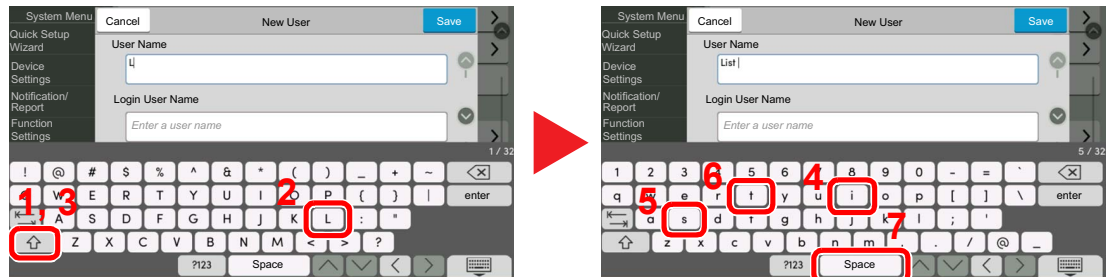 System Menu
Cancel
New User
Save
Quick Setup
Wizard
User Name
L
Device
Settings
Notification/
Report
Login User Name
Function
Settings
Enter a user name
1 / 32
! @ # $ % ^ & * ( ) _ + ~
W E R T Y U I O P { } | enter
A S D F G H J K L : "
Z X C V B N M < > ?
?123 Space
1, 3
2
System Menu
Cancel
New User
Save
Quick Setup
Wizard
User Name
List
Device
Settings
Notification/
Report
Login User Name
Function
Settings
Enter a user name
5 / 32
1 2 3 4 5 6 7 8 9 0 - = `
q w e r t y u i o p [ ] \ enter
a s d f g h j k l ; '
z x c v b n m , . / @ _
?123 Space
6
4
5
7